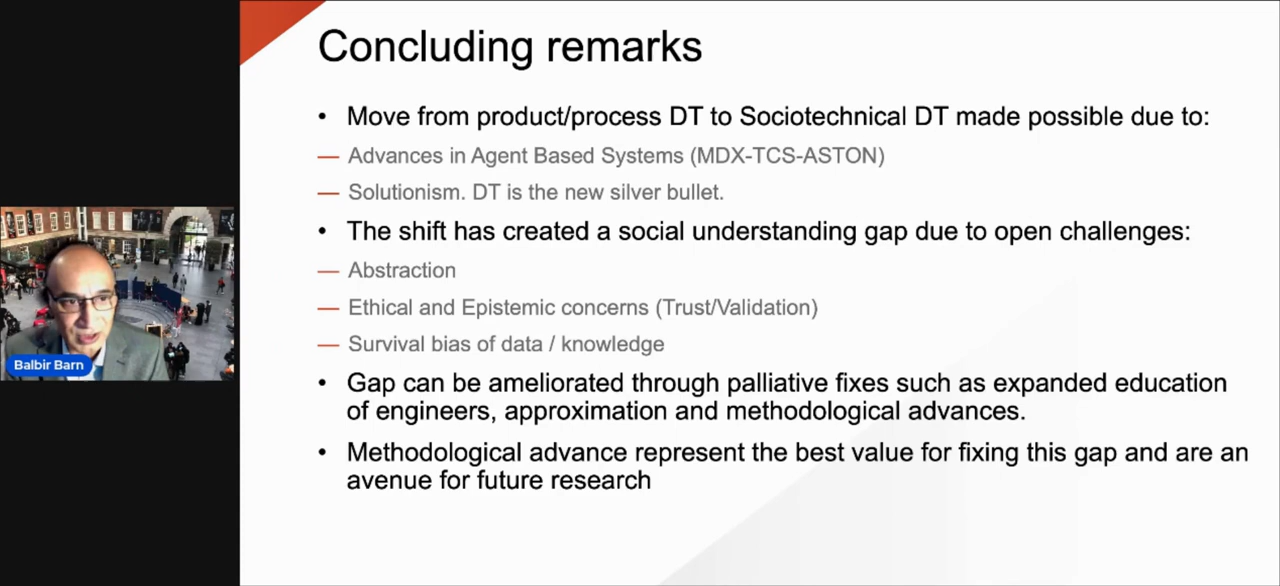 Concluding remarks
• Move from product/process DT to Sociotechnical DT made possible due to:
— Advances in Agent Based Systems (MDX-TCS-ASTON)
— Solutionism. DT is the new silver bullet.
• The shift has created a social understanding gap due to open challenges:
— Abstraction
— Ethical and Epistemic concerns (Trust/Validation)
— Survival bias of data / knowledge
• Gap can be ameliorated through palliative fixes such as expanded education
of engineers, approximation and methodological advances.
• Methodological advance represent the best value for fixing this gap and are an
avenue for future research
Balbir Barn